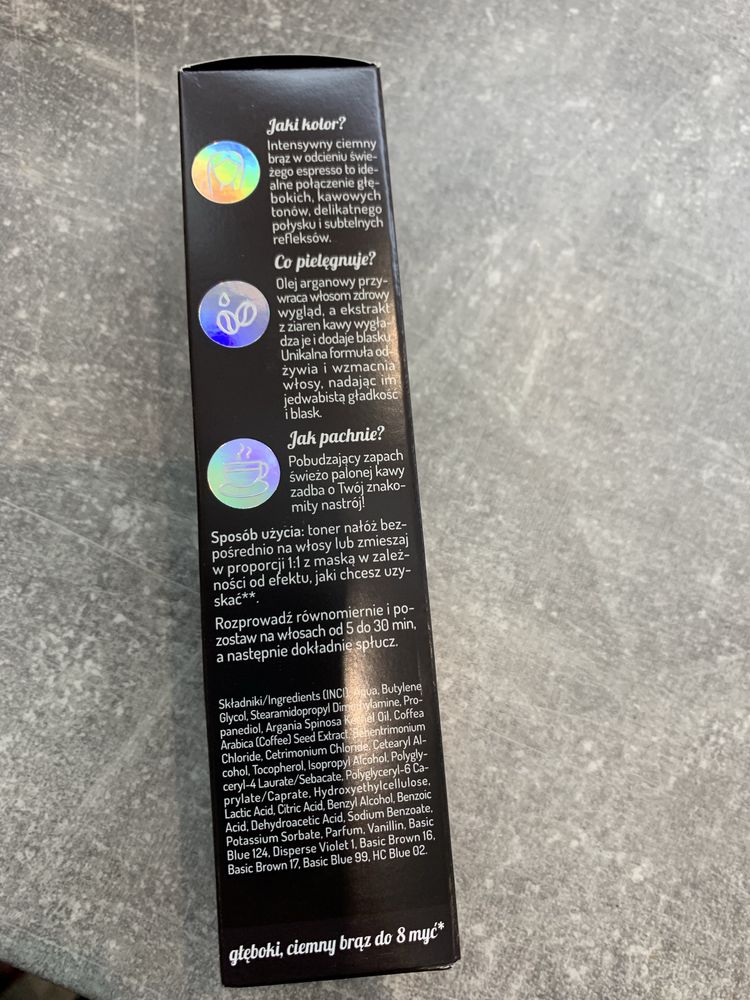 Jaki kolor?
Intensywny ciemny
brąz w odcieniu świe-
żego espresso to ide-
alne połączenie głę-
bokich, kawowych
tonów, delikatnego
połysku i subtelnych
refleksów.
Co pielęgnuje?
Olej arganowy przy-
wraca włosom zdrowy
wygląd, a ekstrakt
z ziaren kawy wygła-
dza je i dodaje blasku.
Unikalna formuła od-
żywia i wzmacnia
włosy, nadając im
jedwabistą gładkość
i blask.
Jak pachnie?
Pobudzający zapach
świeżo palonej kawy
zadba o Twój znako-
mity nastrój!
Sposób użycia: toner nałóż bez-
pośrednio na włosy lub zmieszaj
w proporcji 1:1 z maską w zależ-
ności od efektu, jaki chcesz uzy-
skać**.
Rozprowadź równomiernie i po-
zostaw na włosach od 5 do 30 min,
a następnie dokładnie spłucz.
Składniki/Ingredients (INCI): Aqua, Butylene
Glycol, Stearamidopropyl Dimethylamine, Pro-
panediol, Argania Spinosa Kernel Oil, Coffea
Arabica (Coffee) Seed Extract, Behentrimonium
Chloride, Cetrimonium Chloride, Cetearyl Al-
cohol, Tocopherol, Isopropyl Alcohol, Polygly-
ceryl-4 Laurate/Sebacate, Polyglyceryl-6 Ca-
prylate/Caprate, Hydroxyethylcellulose,
Lactic Acid, Citric Acid, Benzyl Alcohol, Benzoic
Acid, Dehydroacetic Acid, Sodium Benzoate,
Potassium Sorbate, Parfum, Vanillin, Basic
Blue 124, Disperse Violet 1, Basic Brown 16,
Basic Brown 17, Basic Blue 99, HC Blue 02.
głęboki, ciemny brąz do 8 myć*